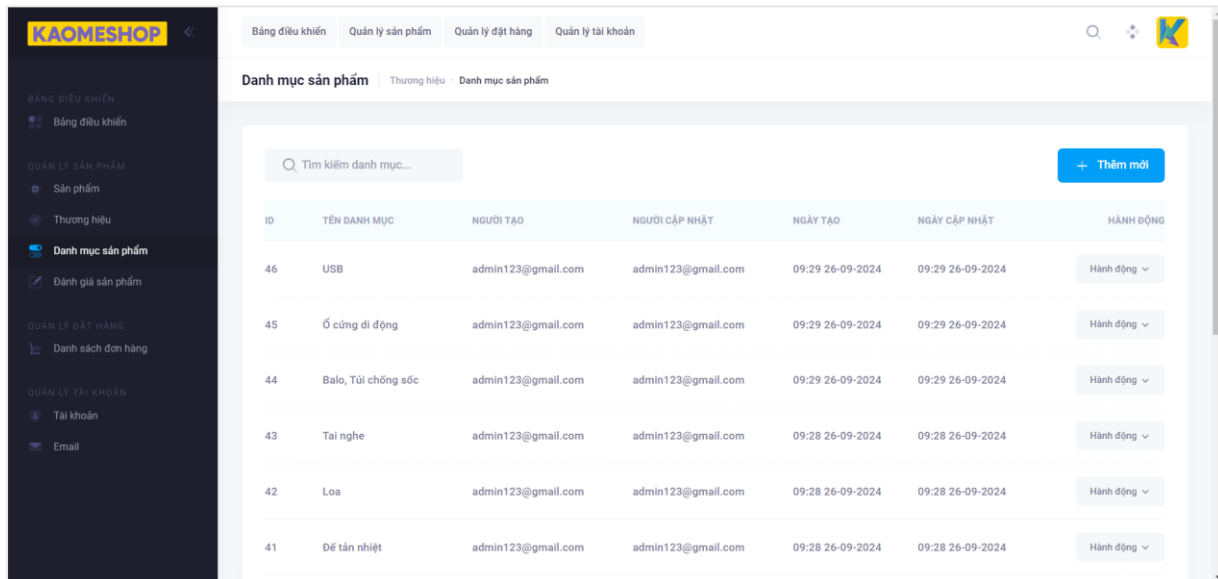 KAOMESHOP
Bảng điều khiển Quản lý sản phẩm Quản lý đặt hàng Quản lý tài khoản
Danh mục sản phẩm Thương hiệu - Danh mục sản phẩm
BẢNG ĐIỀU KHIỂN
Bảng điều khiển
QUẢN LÝ SẢN PHẨM
Sản phẩm
Thương hiệu
Danh mục sản phẩm
Đánh giá sản phẩm
QUẢN LÝ ĐẶT HÀNG
Danh sách đơn hàng
QUẢN LÝ TÀI KHOẢN
Tài khoản
Email
Tìm kiếm danh mục...
+ Thêm mới
ID TÊN DANH MỤC NGƯỜI TẠO NGƯỜI CẬP NHẬT NGÀY TẠO NGÀY CẬP NHẬT HÀNH ĐỘNG
46 USB admin123@gmail.com admin123@gmail.com 09:29 26-09-2024 09:29 26-09-2024 Hành động
45 Ổ cứng di động admin123@gmail.com admin123@gmail.com 09:29 26-09-2024 09:29 26-09-2024 Hành động
44 Balo, Túi chống sốc admin123@gmail.com admin123@gmail.com 09:29 26-09-2024 09:29 26-09-2024 Hành động
43 Tai nghe admin123@gmail.com admin123@gmail.com 09:28 26-09-2024 09:28 26-09-2024 Hành động
42 Loa admin123@gmail.com admin123@gmail.com 09:28 26-09-2024 09:28 26-09-2024 Hành động
41 Đế tản nhiệt admin123@gmail.com admin123@gmail.com 09:28 26-09-2024 09:28 26-09-2024 Hành động